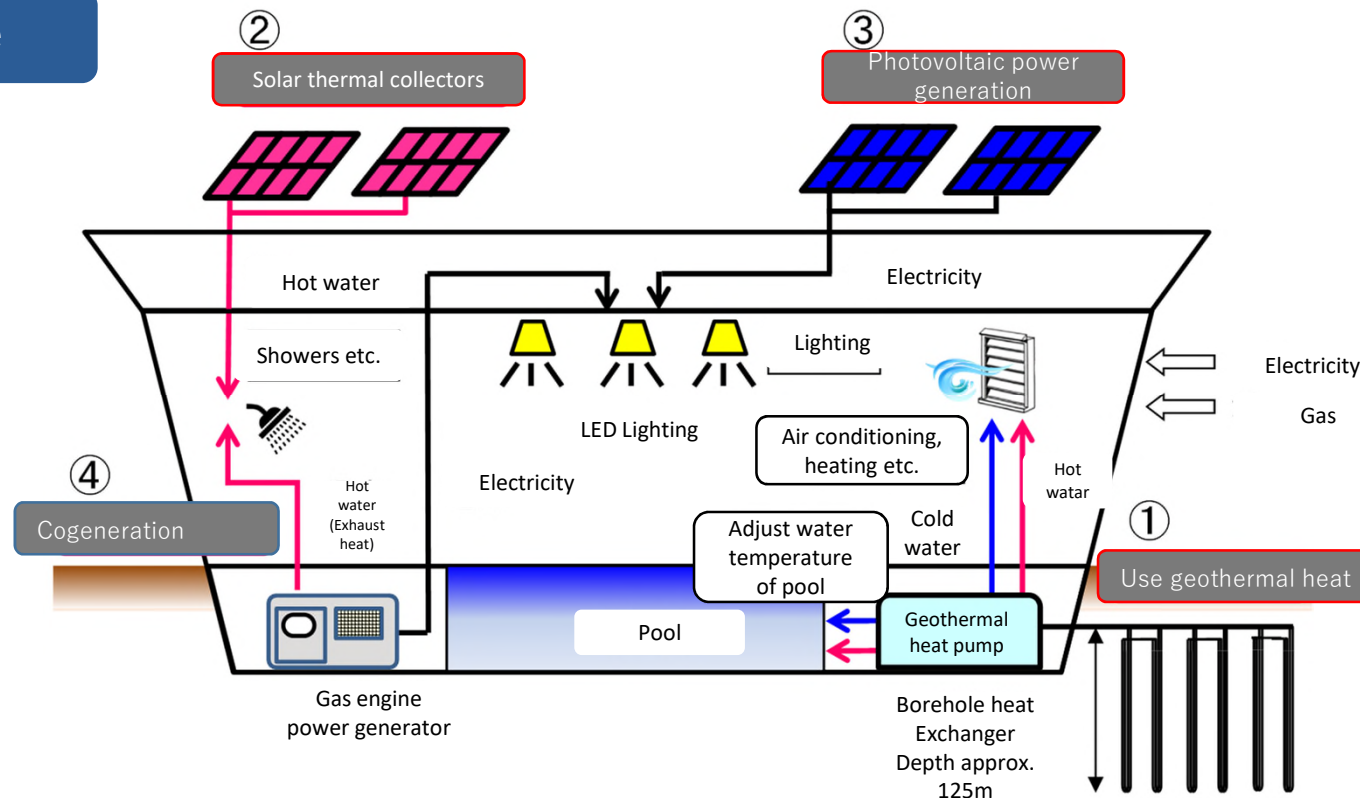 ②
Solar thermal collectors
③
Photovoltaic power
generation
Hot water
Electricity
Showers etc.
Lighting
LED Lighting
Electricity
Gas
Air conditioning,
heating etc.
Hot
watar
④
Cogeneration
Hot
water
(Exhaust
heat)
Electricity
Cold
water
Adjust water
temperature
of pool
①
Use geothermal heat
Pool
Geothermal
heat pump
Gas engine
power generator
Borehole heat
Exchanger
Depth approx.
125m